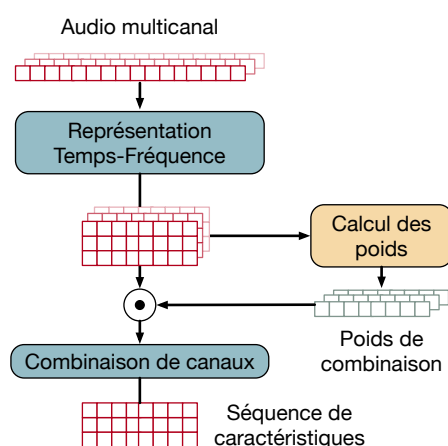 Audio multicanal
Représentation
Temps-Fréquence
Calcul des
poids
Poids de
combinaison
Combinaison de canaux
Séquence de
caractéristiques